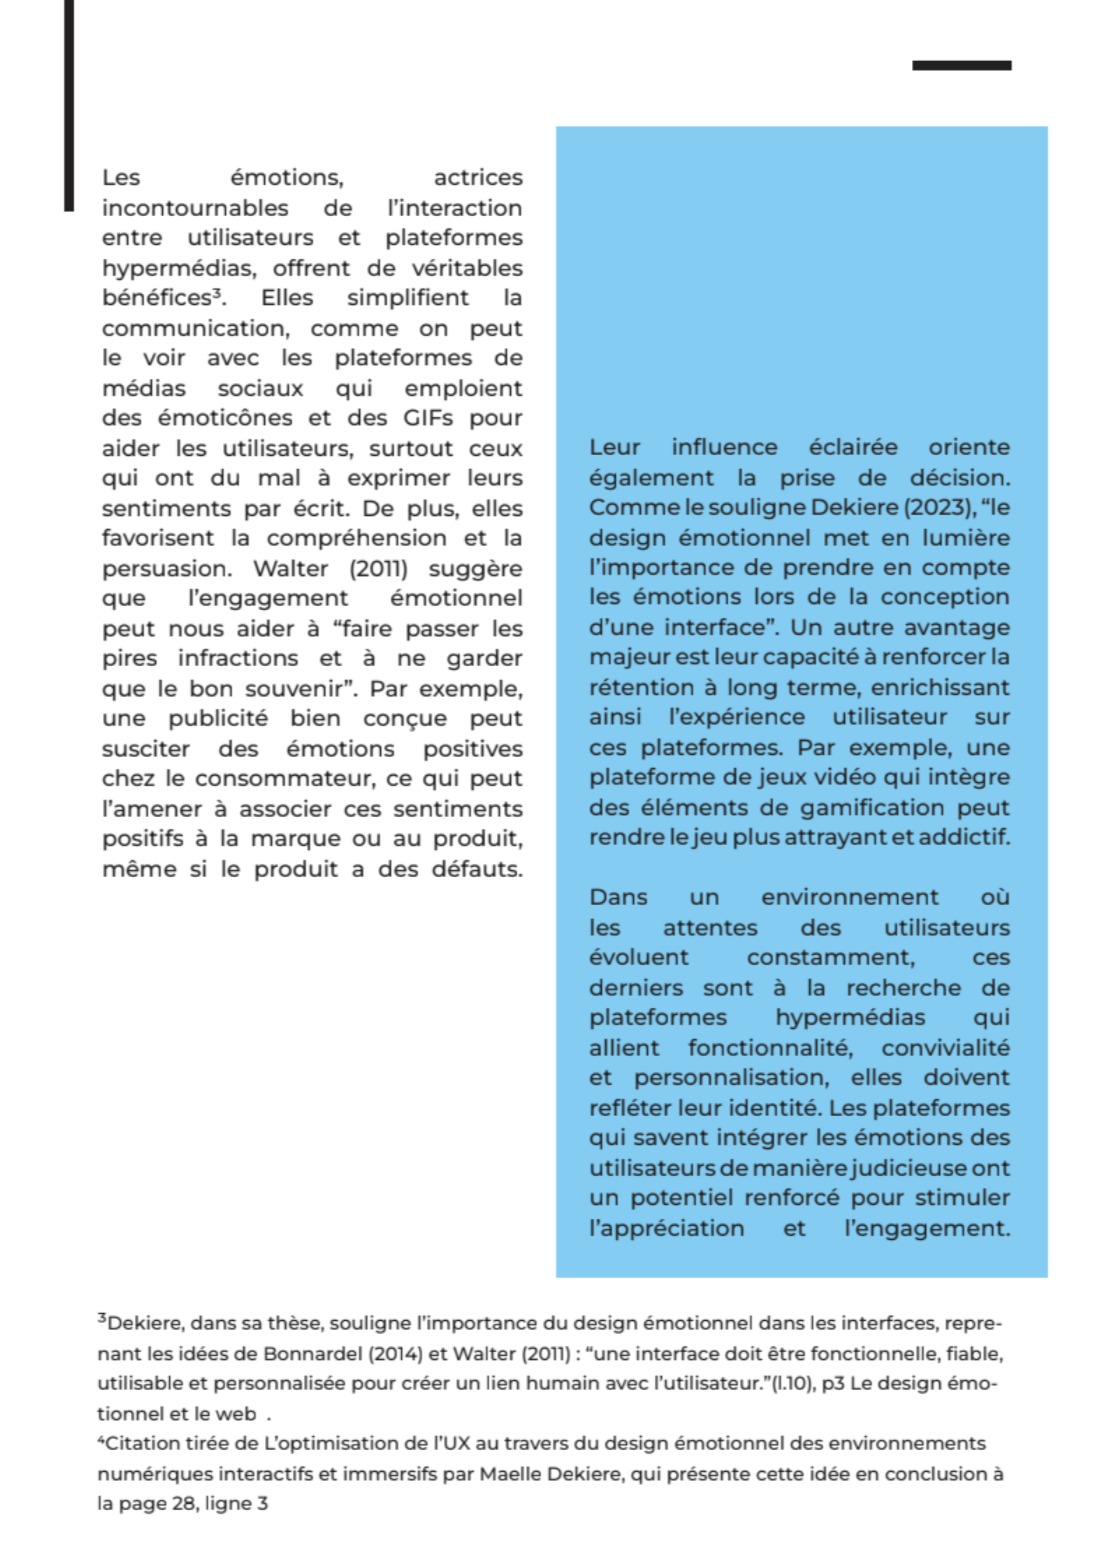 Les émotions, actrices
incontournables de l’interaction
entre utilisateurs et plateformes
hypermédias, offrent de véritables
bénéfices³. Elles simplifient la
communication, comme on peut
le voir avec les plateformes de
médias sociaux qui emploient
des émoticônes et des GIFs pour
aider les utilisateurs, surtout ceux
qui ont du mal à exprimer leurs
sentiments par écrit. De plus, elles
favorisent la compréhension et la
persuasion. Walter (2011) suggère
que l’engagement émotionnel
peut nous aider à “faire passer les
pires infractions et à ne garder
que le bon souvenir”. Par exemple,
une publicité bien conçue peut
susciter des émotions positives
chez le consommateur, ce qui peut
l’amener à associer ces sentiments
positifs à la marque ou au produit,
même si le produit a des défauts.
Leur influence éclairée oriente
également la prise de décision.
Comme le souligne Dekiere (2023), “le
design émotionnel met en lumière
l’importance de prendre en compte
les émotions lors de la conception
d’une interface”. Un autre avantage
majeur est leur capacité à renforcer la
rétention à long terme, enrichissant
ainsi l’expérience utilisateur sur
ces plateformes. Par exemple, une
plateforme de jeux vidéo qui intègre
des éléments de gamification peut
rendre le jeu plus attrayant et addictif.
Dans un environnement où
les attentes des utilisateurs
évoluent constamment, ces
derniers sont à la recherche de
plateformes hypermédias qui
allient fonctionnalité, convivialité
et personnalisation, elles doivent
refléter leur identité. Les plateformes
qui savent intégrer les émotions des
utilisateurs de manière judicieuse ont
un potentiel renforcé pour stimuler
l’appréciation et l’engagement.
³Dekiere, dans sa thèse, souligne l’importance du design émotionnel dans les interfaces, repre-
nant les idées de Bonnardel (2014) et Walter (2011) : “une interface doit être fonctionnelle, fiable,
utilisable et personnalisée pour créer un lien humain avec l’utilisateur.”(l.10), p3 Le design émo-
tionnel et le web .
⁴Citation tirée de L’optimisation de l’UX au travers du design émotionnel des environnements
numériques interactifs et immersifs par Maelle Dekiere, qui présente cette idée en conclusion à
la page 28, ligne 3